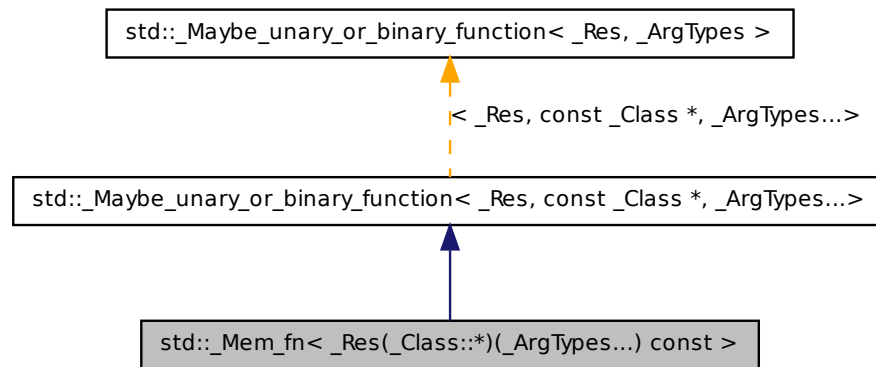 std::_Maybe_unary_or_binary_function< _Res, _ArgTypes >
< _Res, const _Class *, _ArgTypes...>
std::_Maybe_unary_or_binary_function< _Res, const _Class *, _ArgTypes...>
std::_Mem_fn< _Res(_Class::*)(_ArgTypes...) const >